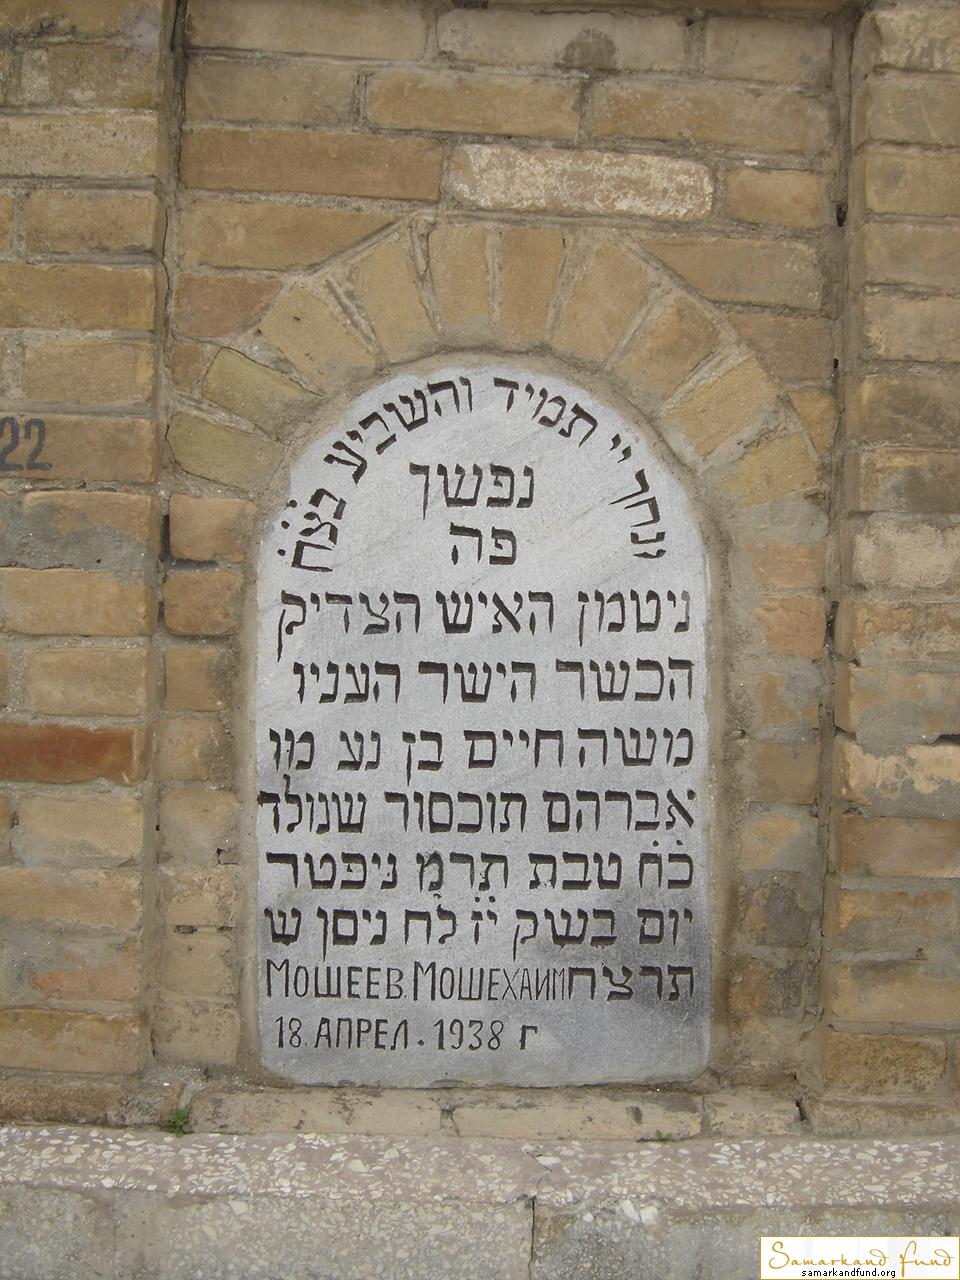 ונחך יי תמיד והשביע בצח
נפשך
פה
ניטמן האיש הצדיק
הכשר הישר העניו
משה חיים בן נע מו
אברהם תוכסור שנולד
כח טבת תרמ ניפטר
יום בשק יז לח ניסן ש
תרצח МОШЕЕВ. МОШЕХАИМ
18. АПРЕЛ. 1938 г
22
Samarkand Fund
samarkandfund.org